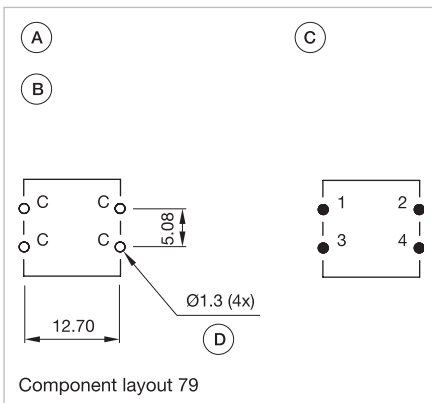 A
C
B
C C
C C
5.08
1 2
3 4
Ø1.3 (4x)
12.70
D
Component layout 79